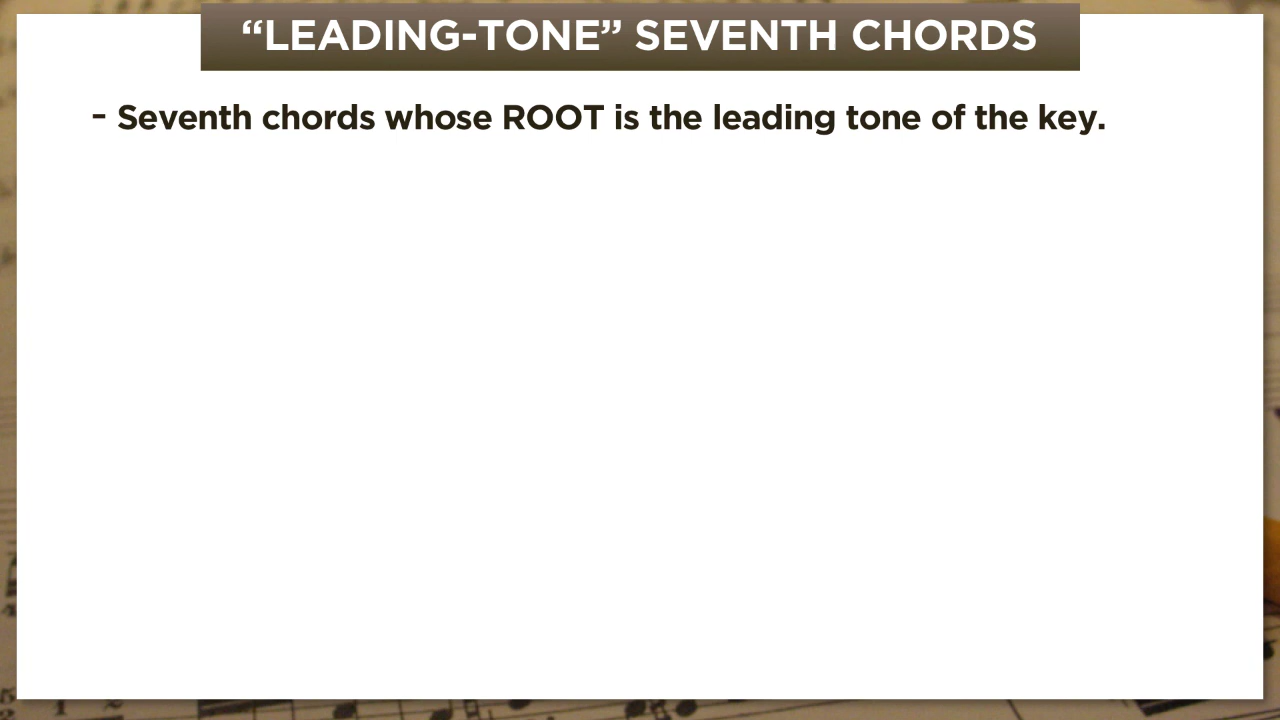 “LEADING-TONE” SEVENTH CHORDS
- Seventh chords whose ROOT is the leading tone of the key.